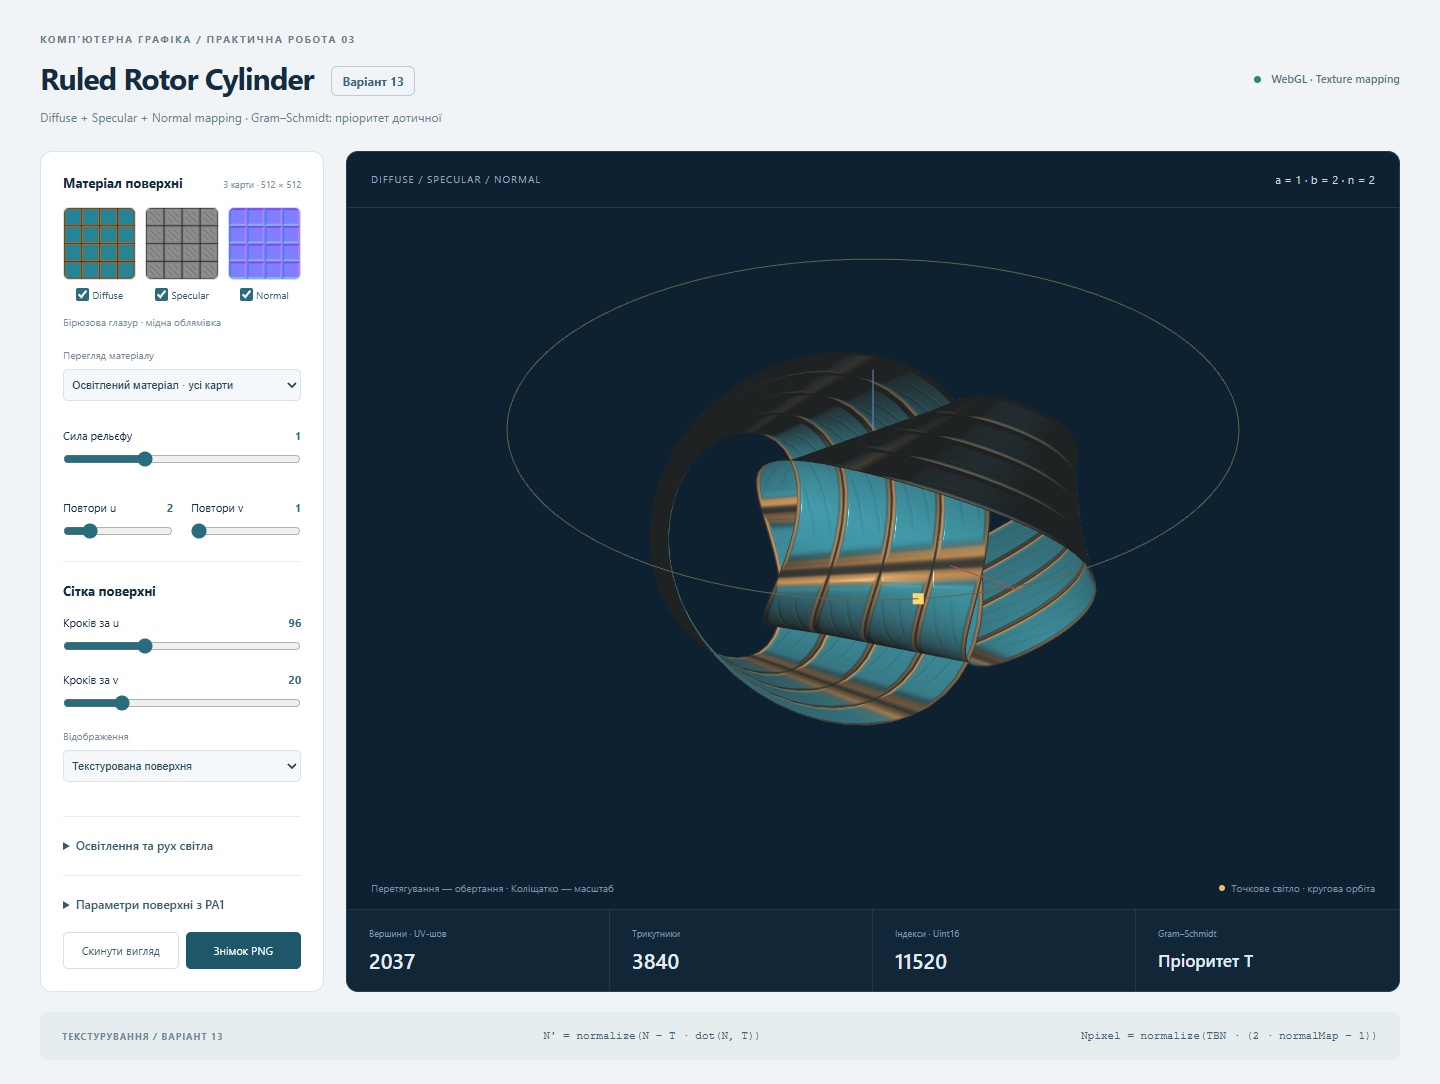 КОМП’ЮТЕРНА ГРАФІКА / ПРАКТИЧНА РОБОТА 03
Ruled Rotor Cylinder
Варіант 13
WebGL · Texture mapping
Diffuse + Specular + Normal mapping · Gram–Schmidt: пріоритет дотичної
Матеріал поверхні
3 карти · 512 × 512
Diffuse
Specular
Normal
Бірюзова глазур · мідна облямівка
Перегляд матеріалу
Освітлений матеріал · усі карти
Сила рельєфу
1
Повтори u
2
Повтори v
1
Сітка поверхні
Кроків за u
96
Кроків за v
20
Відображення
Текстурована поверхня
Освітлення та рух світла
Параметри поверхні з PA1
Скинути вигляд
Знімок PNG
DIFFUSE / SPECULAR / NORMAL
a = 1 · b = 2 · n = 2
Перетягування — обертання · Коліщатко — масштаб
Точкове світло · кругова орбіта
Вершини · UV-шов
2037
Трикутники
3840
Індекси · Uint16
11520
Gram–Schmidt
Пріоритет T
ТЕКСТУРУВАННЯ / ВАРІАНТ 13
N' = normalize(N − T · dot(N, T))
Npixel = normalize(TBN · (2 · normalMap − 1))